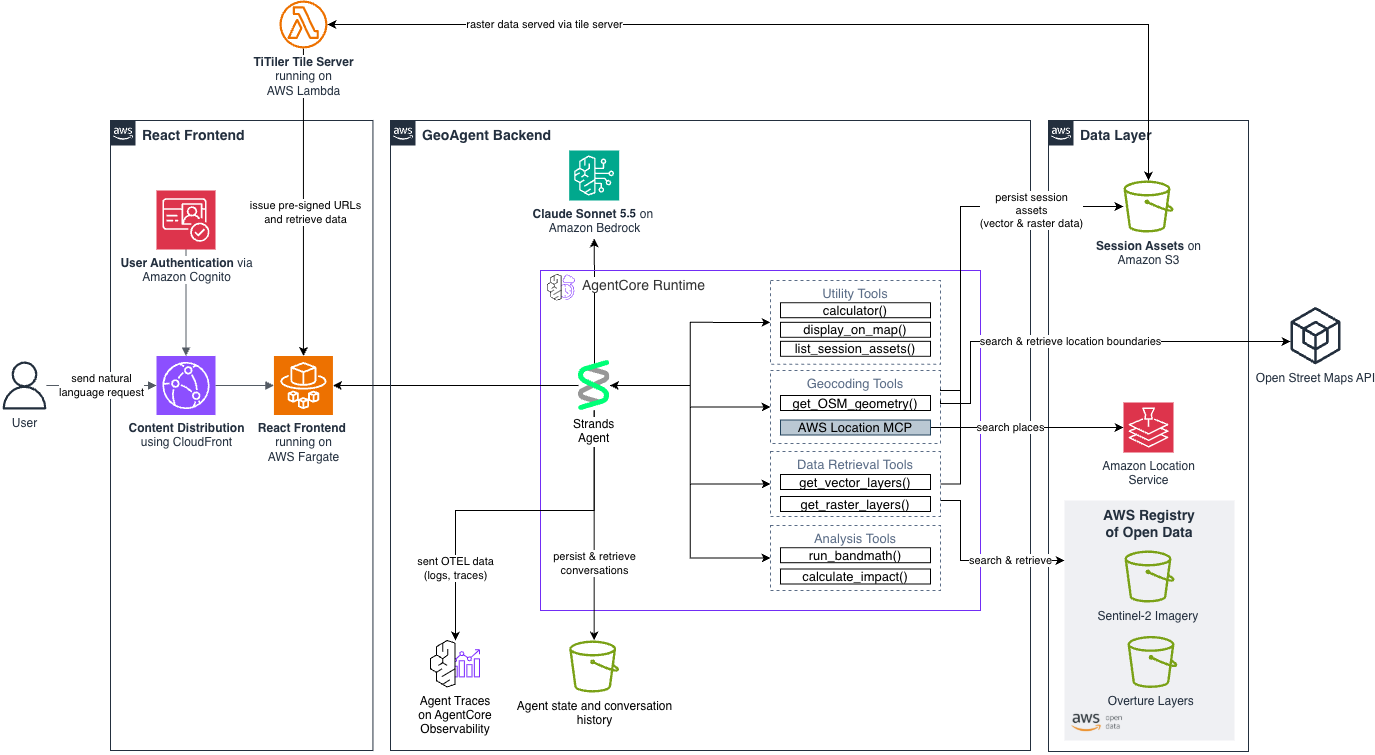 raster data served via tile server
TiTiler Tile Server
running on
AWS Lambda
aws
React Frontend
aws
GeoAgent Backend
aws
Data Layer
issue pre-signed URLs
and retrieve data
User Authentication via
Amazon Cognito
User
send natural
language request
Content Distribution
using CloudFront
React Frontend
running on
AWS Fargate
Claude Sonnet 5.5 on
Amazon Bedrock
AgentCore Runtime
Strands
Agent
Utility Tools
calculator()
display_on_map()
list_session_assets()
Geocoding Tools
get_OSM_geometry()
AWS Location MCP
Data Retrieval Tools
get_vector_layers()
get_raster_layers()
Analysis Tools
run_bandmath()
calculate_impact()
sent OTEL data
(logs, traces)
persist & retrieve
conversations
Agent Traces
on AgentCore
Observability
Agent state and conversation
history
persist session
assets
(vector & raster data)
Session Assets on
Amazon S3
search & retrieve location boundaries
Open Street Maps API
search places
Amazon Location
Service
search & retrieve
AWS Registry
of Open Data
Sentinel-2 Imagery
Overture Layers
aws
open
data